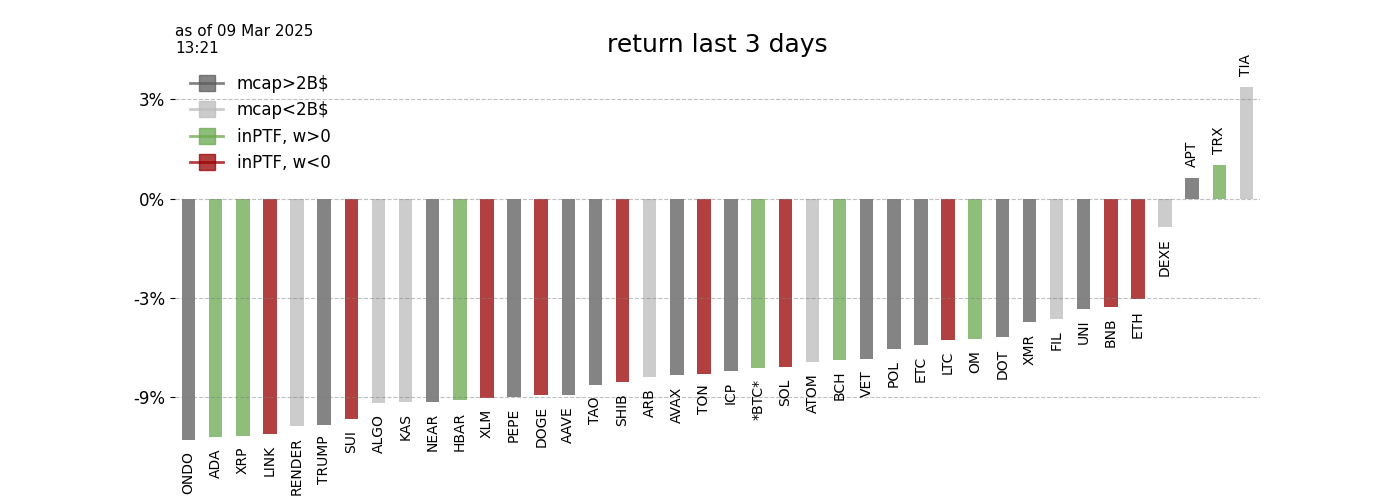 as of 09 Mar 2025
13:21
return last 3 days
mcap>2B$
mcap<2B$
inPTF, w>0
inPTF, w<0
3%
0%
-3%
-9%
ONDO
ADA
XRP
LINK
RENDER
TRUMP
SUI
ALGO
KAS
NEAR
HBAR
XLM
PEPE
DOGE
AAVE
TAO
SHIB
ARB
AVAX
TON
ICP
*BTC*
SOL
ATOM
BCH
VET
POL
ETC
LTC
OM
DOT
XMR
FIL
UNI
BNB
ETH
DEXE
APT
TRX
TIA